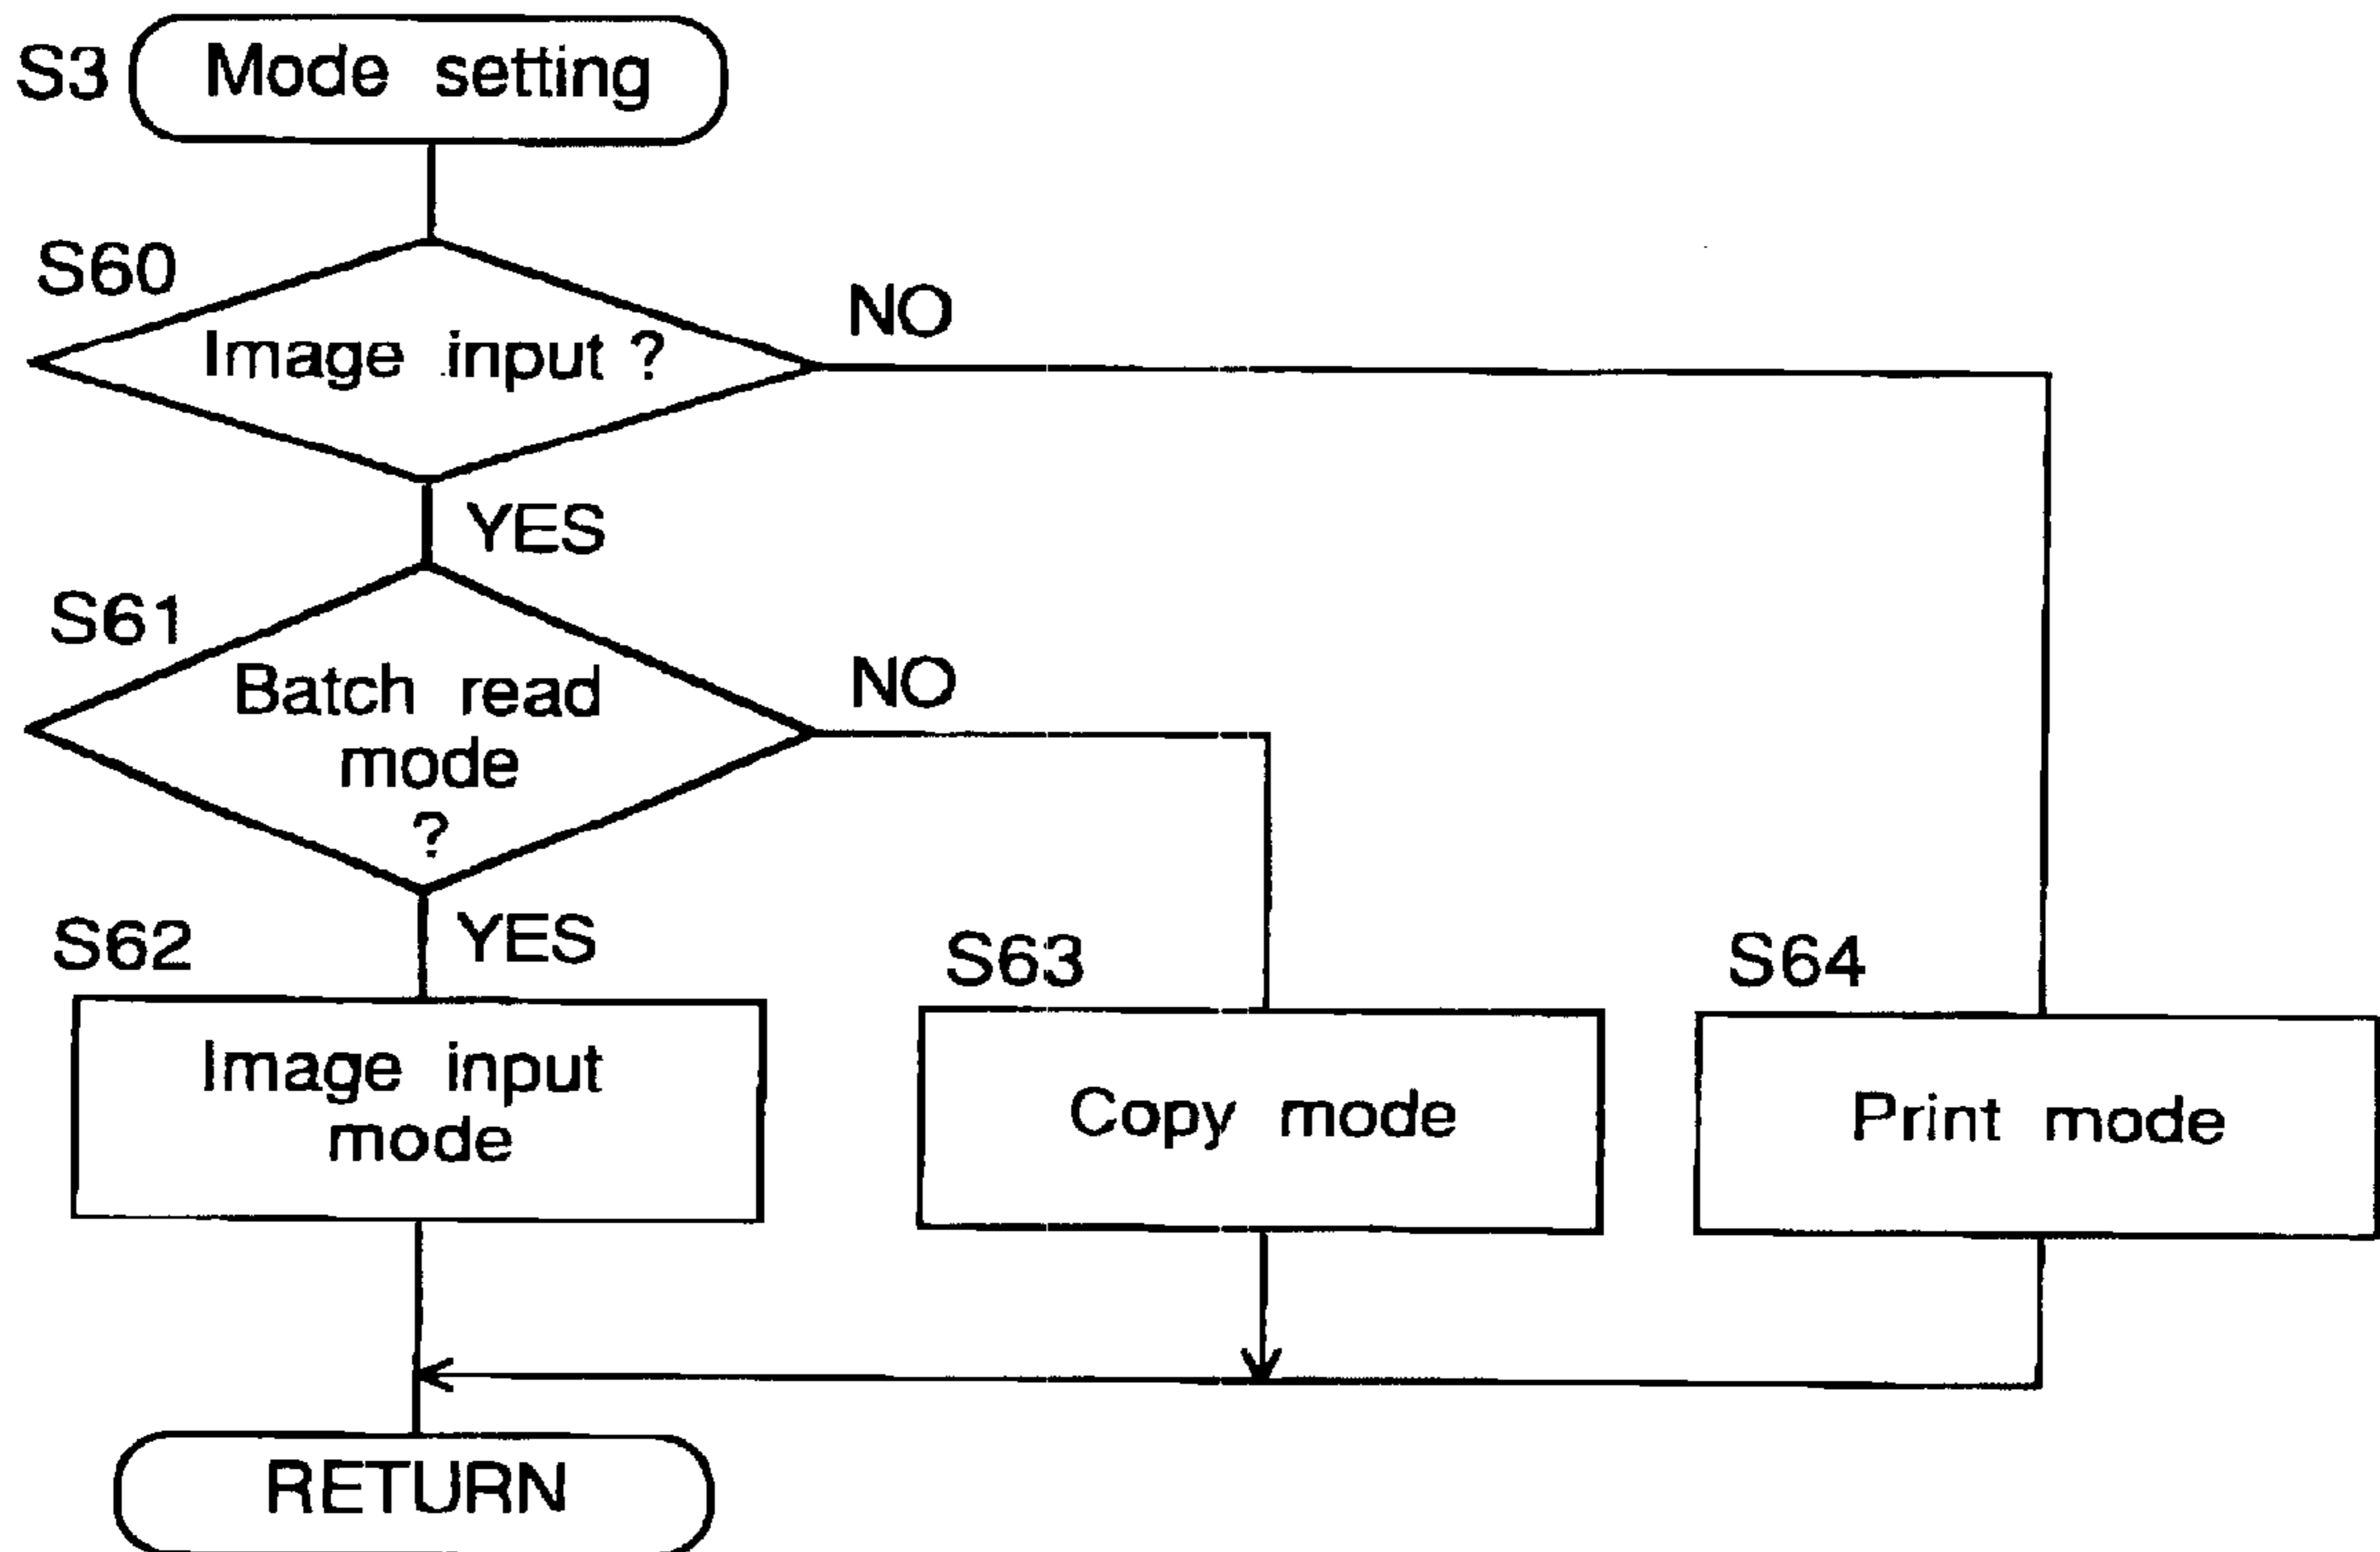 S3 Mode setting
S60
Image input ?
NO
YES
S61
Batch read
mode
?
NO
YES
S62
Image input
mode
S63
Copy mode
S64
Print mode
RETURN